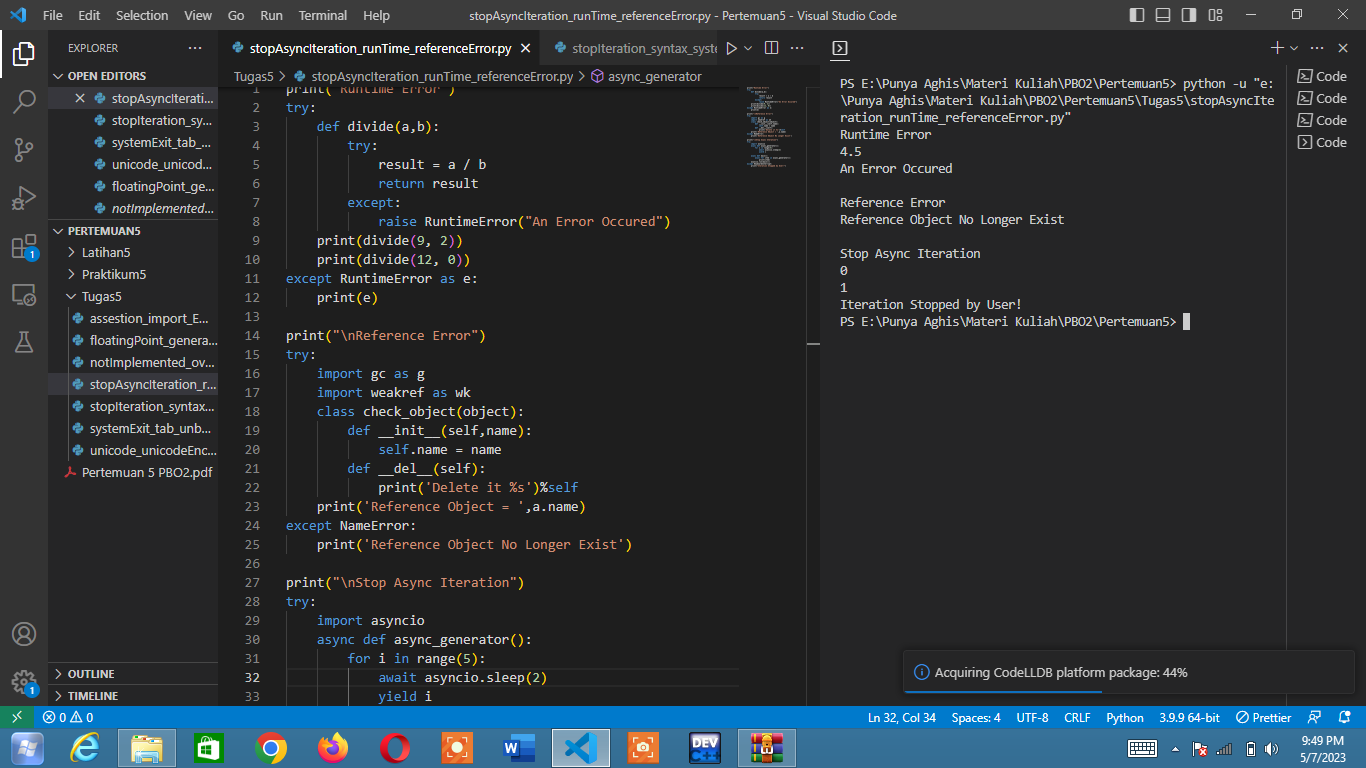 File Edit Selection View Go Run Terminal Help
stopAsyncIteration_runTime_referenceError.py - Pertemuan5 - Visual Studio Code
EXPLORER
OPEN EDITORS
stopAsyncIterati...
stopIteration_sy...
systemExit_tab_...
unicode_unicod...
floatingPoint_ge...
notImplemented...
PERTEMUAN5
Latihan5
Praktikum5
Tugas5
assestion_import_E...
floatingPoint_genera...
notImplemented_ov...
stopAsyncIteration_r...
stopIteration_syntax...
systemExit_tab_unb...
unicode_unicodeEnc...
Pertemuan 5 PBO2.pdf
OUTLINE
TIMELINE
1
1
stopAsyncIteration_runTime_referenceError.py stopIteration_syntax_syste
Tugas5 > stopAsyncIteration_runTime_referenceError.py > async_generator
1 print("Runtime Error")
2 try:
3 def divide(a,b):
4 try:
5 result = a / b
6 return result
7 except:
8 raise RuntimeError("An Error Occured")
9 print(divide(9, 2))
10 print(divide(12, 0))
11 except RuntimeError as e:
12 print(e)
13
14 print("\nReference Error")
15 try:
16 import gc as g
17 import weakref as wk
18 class check_object(object):
19 def __init__(self,name):
20 self.name = name
21 def __del__(self):
22 print('Delete it %s')%self
23 print('Reference Object = ',a.name)
24 except NameError:
25 print('Reference Object No Longer Exist')
26
27 print("\nStop Async Iteration")
28 try:
29 import asyncio
30 async def async_generator():
31 for i in range(5):
32 await asyncio.sleep(2)
33 yield i
PS E:\Punya Aghis\Materi Kuliah\PBO2\Pertemuan5> python -u "e:
\Punya Aghis\Materi Kuliah\PBO2\Pertemuan5\Tugas5\stopAsyncIte
ration_runTime_referenceError.py"
Runtime Error
4.5
An Error Occured
Reference Error
Reference Object No Longer Exist
Stop Async Iteration
0
1
Iteration Stopped by User!
PS E:\Punya Aghis\Materi Kuliah\PBO2\Pertemuan5>
Code
Code
Code
Code
Acquiring CodeLLDB platform package: 44%
0 0 Ln 32, Col 34 Spaces: 4 UTF-8 CRLF Python 3.9.9 64-bit Prettier
W DEV C++
9:49 PM
5/7/2023